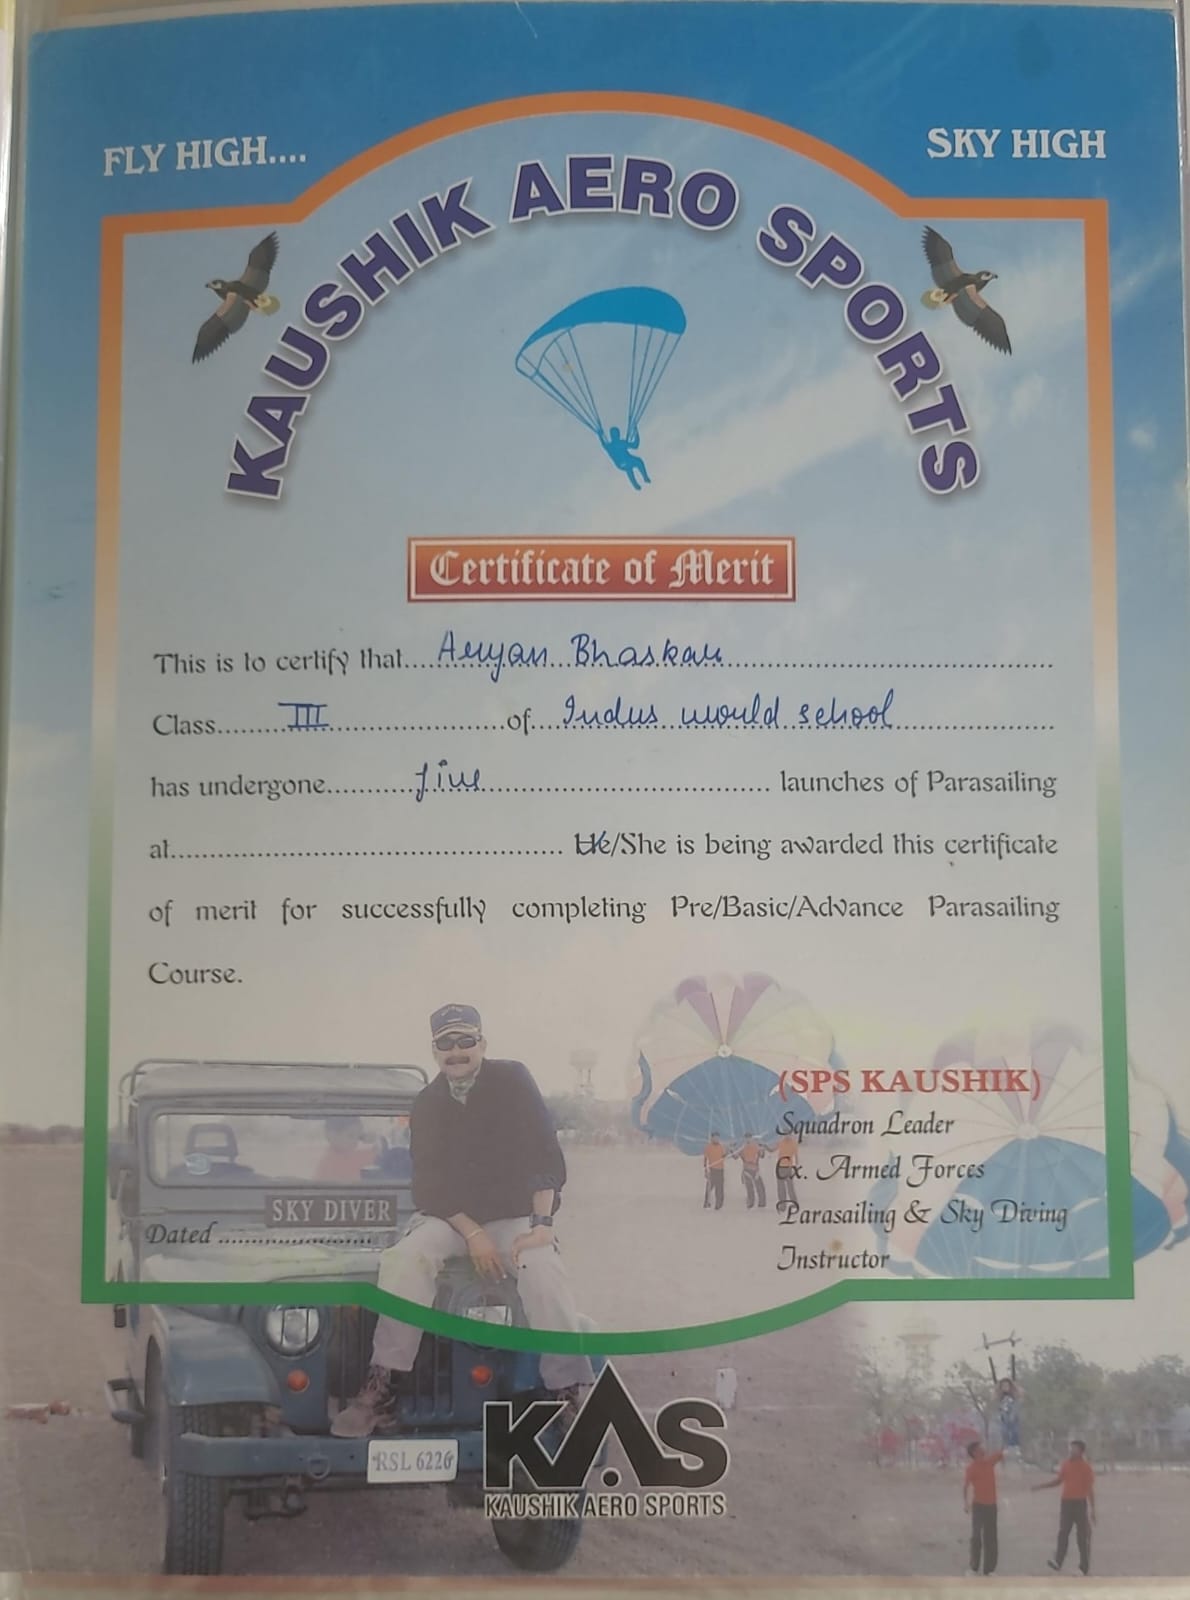 FLY HIGH....
SKY HIGH
KAUSHIK AERO SPORTS
Certificate of Merit
This is to certify that....Aryan Bhaskar
Class.........III.......................of....Indus world school
has undergone..........five................................ launches of Parasailing
at............................................ He/She is being awarded this certificate
of merit for successfully completing Pre/Basic/Advance Parasailing
Course.
(SPS KAUSHIK)
Squadron Leader
Ex. Armed Forces
Parasailing & Sky Diving
Instructor
SKY DIVER
Dated ........................
RSL 6226
KAS
KAUSHIK AERO SPORTS